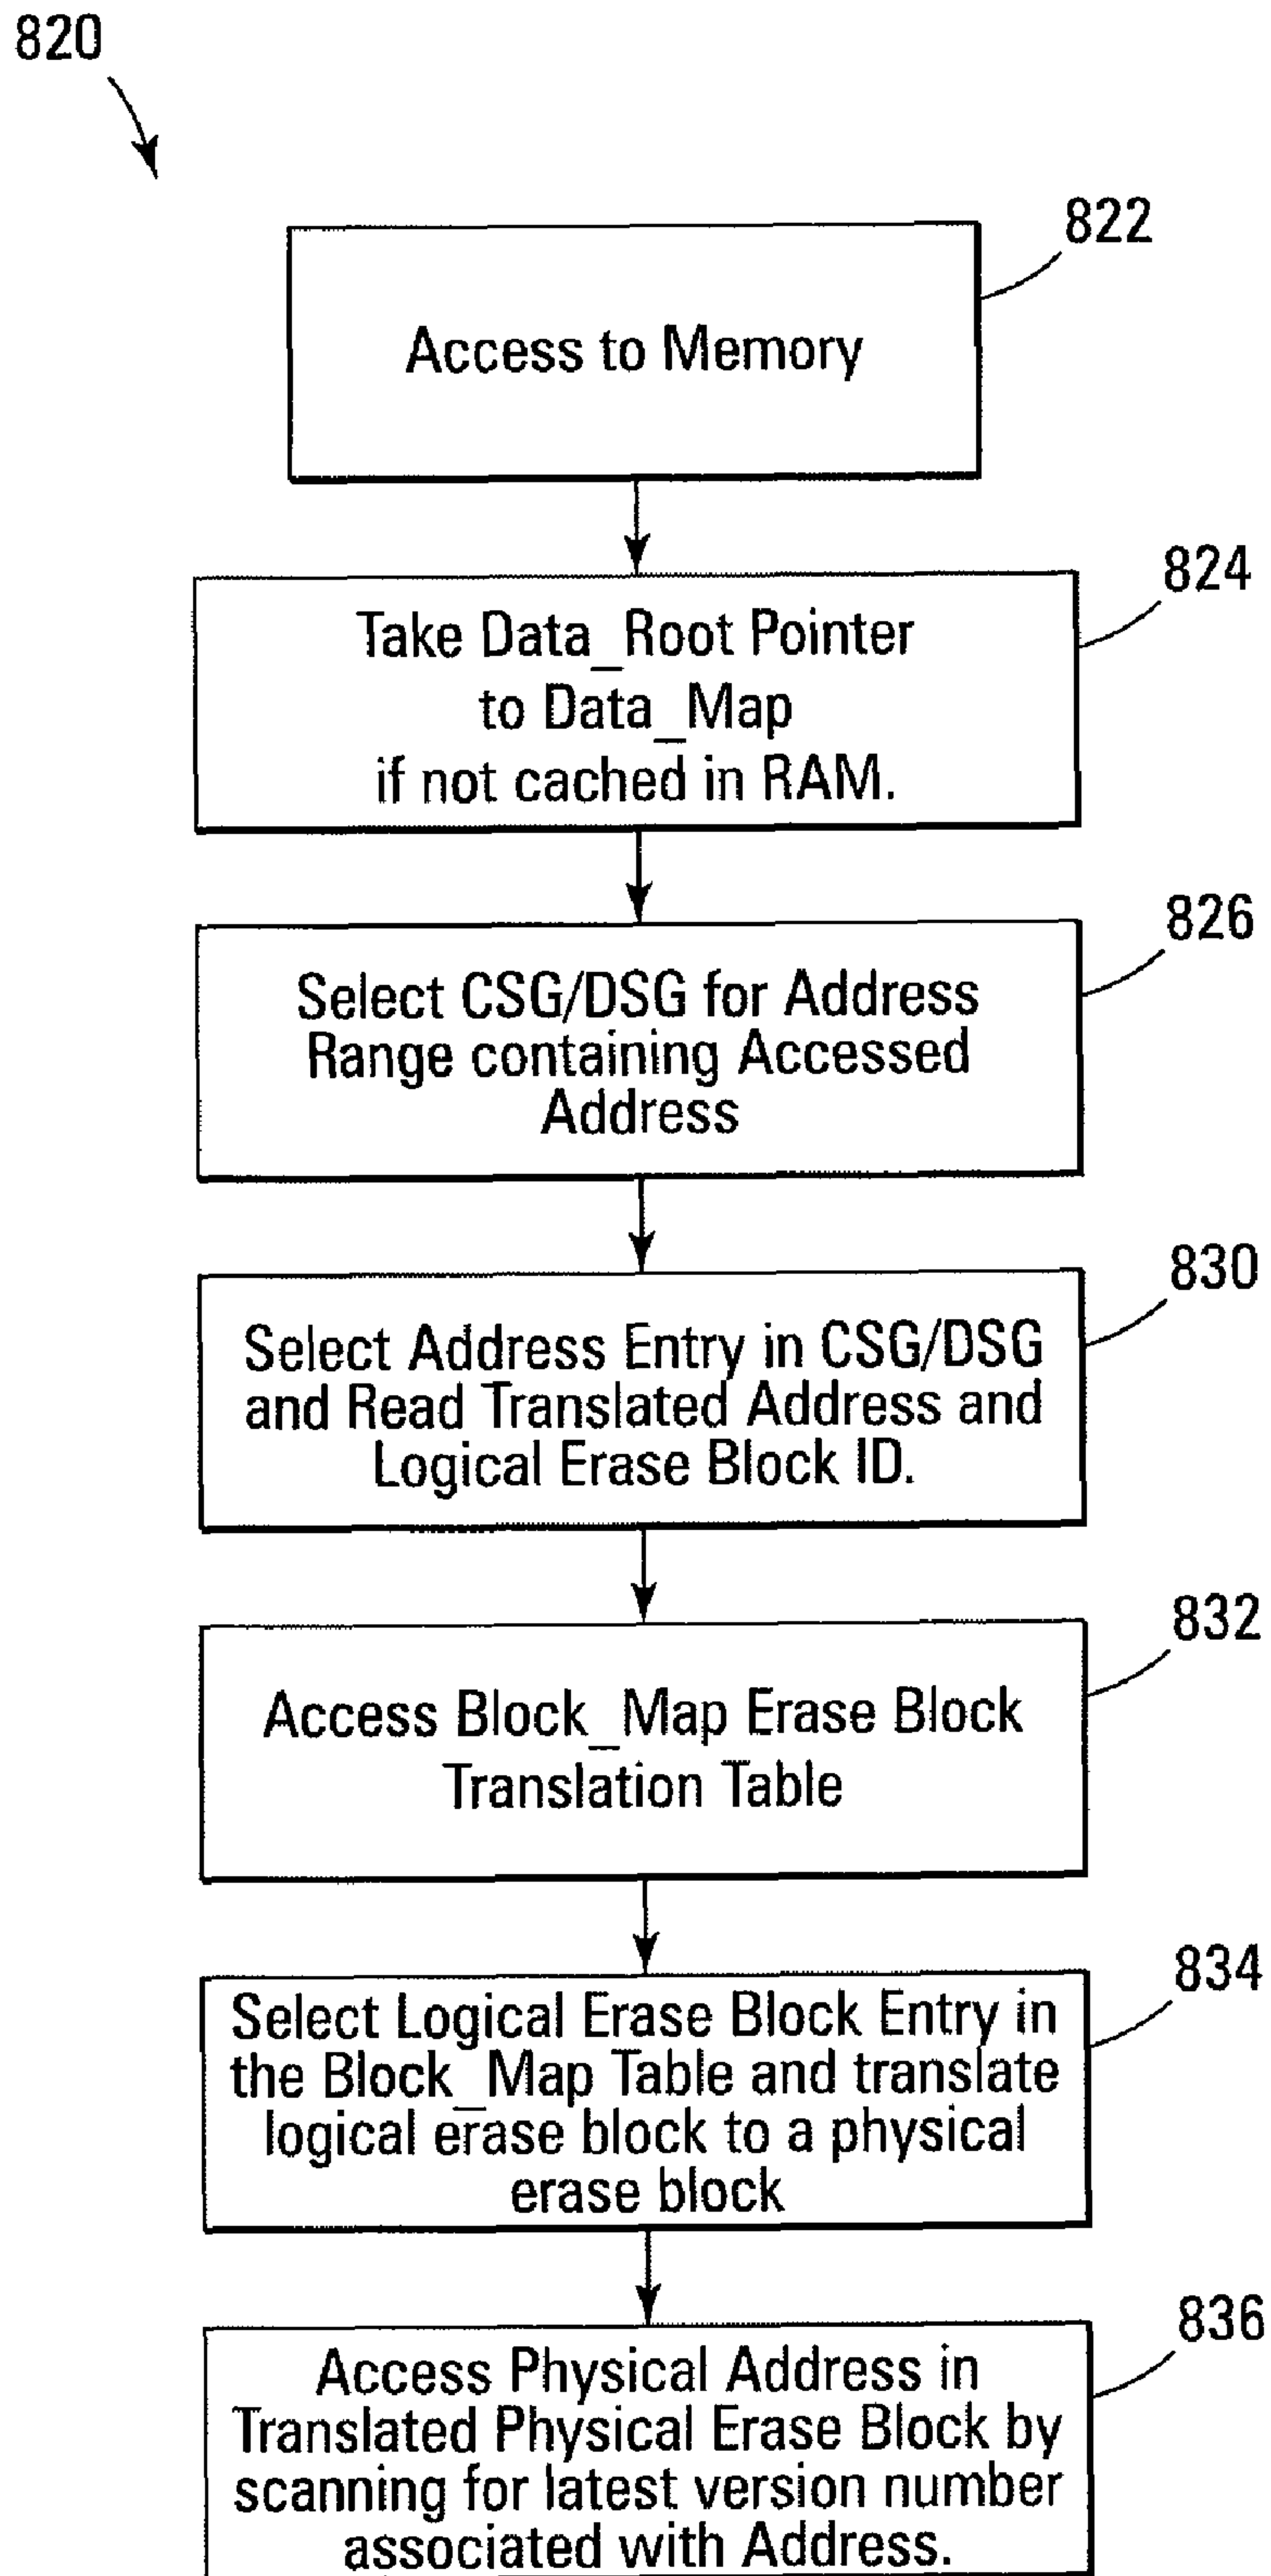 820
822
Access to Memory
824
Take Data_Root Pointer
to Data_Map
if not cached in RAM.
826
Select CSG/DSG for Address
Range containing Accessed
Address
830
Select Address Entry in CSG/DSG
and Read Translated Address and
Logical Erase Block ID.
832
Access Block_Map Erase Block
Translation Table
834
Select Logical Erase Block Entry in
the Block_Map Table and translate
logical erase block to a physical
erase block
836
Access Physical Address in
Translated Physical Erase Block by
scanning for latest version number
associated with Address.